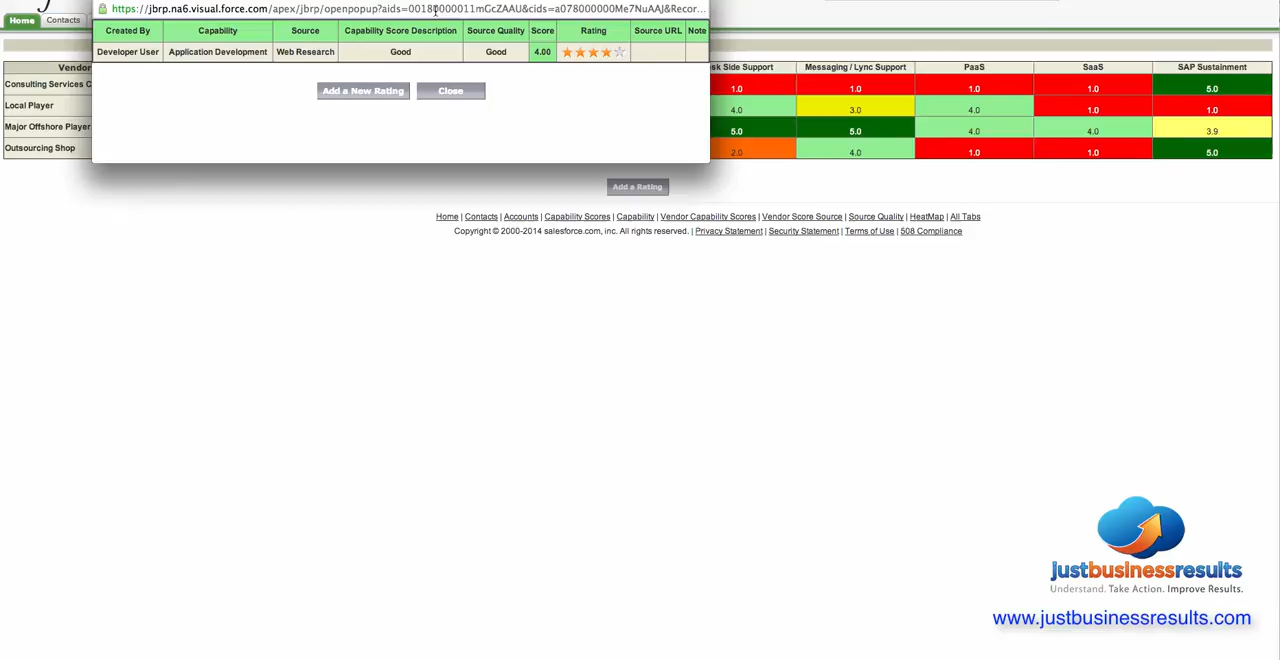 https://jbrp.na6.visual.force.com/apex/jbrp/openpopup?aids=00180000011mGcZAAU&cids=a078000000Me7NuAAJ&Recor...
Home Contacts
Created By Capability Source Capability Score Description Source Quality Score Rating Source URL Note
Developer User Application Development Web Research Good Good 4.00
Add a New Rating Close
Vendor sk Side Support Messaging / Lync Support PaaS SaaS SAP Sustainment
Consulting Services C 1.0 1.0 1.0 1.0 5.0
Local Player 4.0 3.0 4.0 1.0 1.0
Major Offshore Player 5.0 5.0 4.0 4.0 3.9
Outsourcing Shop 2.0 4.0 1.0 1.0 5.0
Add a Rating
Home | Contacts | Accounts | Capability Scores | Capability | Vendor Capability Scores | Vendor Score Source | Source Quality | HeatMap | All Tabs
Copyright © 2000-2014 salesforce.com, inc. All rights reserved. | Privacy Statement | Security Statement | Terms of Use | 508 Compliance
justbusinessresults
Understand. Take Action. Improve Results.
www.justbusinessresults.com